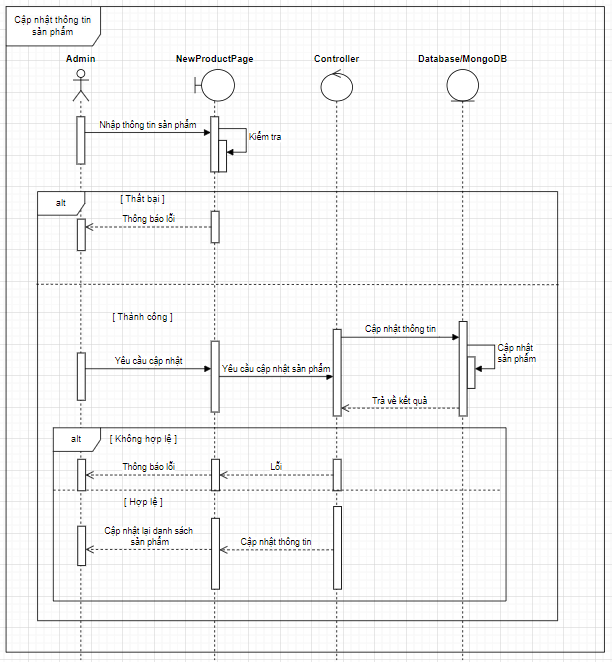 Cập nhật thông tin
sản phẩm
Admin
NewProductPage
Controller
Database/MongoDB
Nhập thông tin sản phẩm
Kiểm tra
alt
[ Thất bại ]
Thông báo lỗi
[ Thành công ]
Cập nhật thông tin
Cập nhật
sản phẩm
Yêu cầu cập nhật
Yêu cầu cập nhật sản phẩm
Trả về kết quả
alt
[ Không hợp lệ ]
Thông báo lỗi
Lỗi
[ Hợp lệ ]
Cập nhật lại danh sách
sản phẩm
Cập nhật thông tin